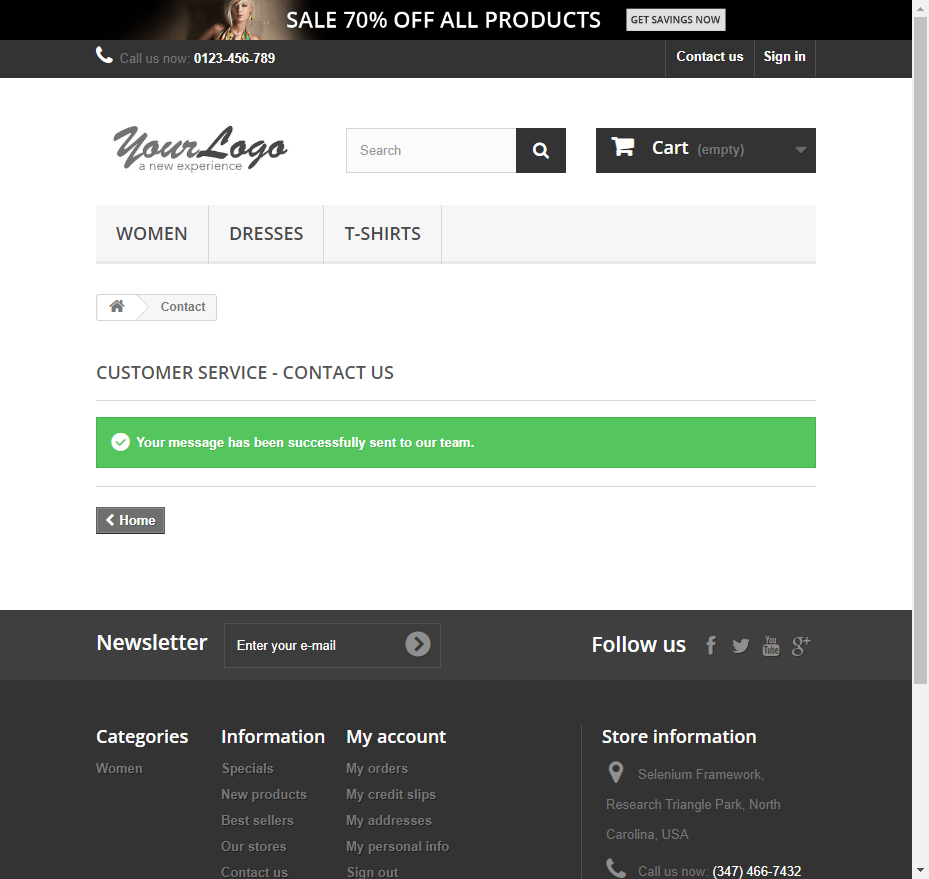 SALE 70% OFF ALL PRODUCTS GET SAVINGS NOW
Call us now: 0123-456-789 Contact us Sign in
YourLogo
a new experience
Search
Cart (empty)
WOMEN DRESSES T-SHIRTS
Contact
CUSTOMER SERVICE - CONTACT US
Your message has been successfully sent to our team.
Home
Newsletter Enter your e-mail Follow us
You
Tube
g+
Categories
Women
Information
Specials
New products
Best sellers
Our stores
Contact us
My account
My orders
My credit slips
My addresses
My personal info
Sign out
Store information
Selenium Framework,
Research Triangle Park, North
Carolina, USA
Call us now: (347) 466-7432